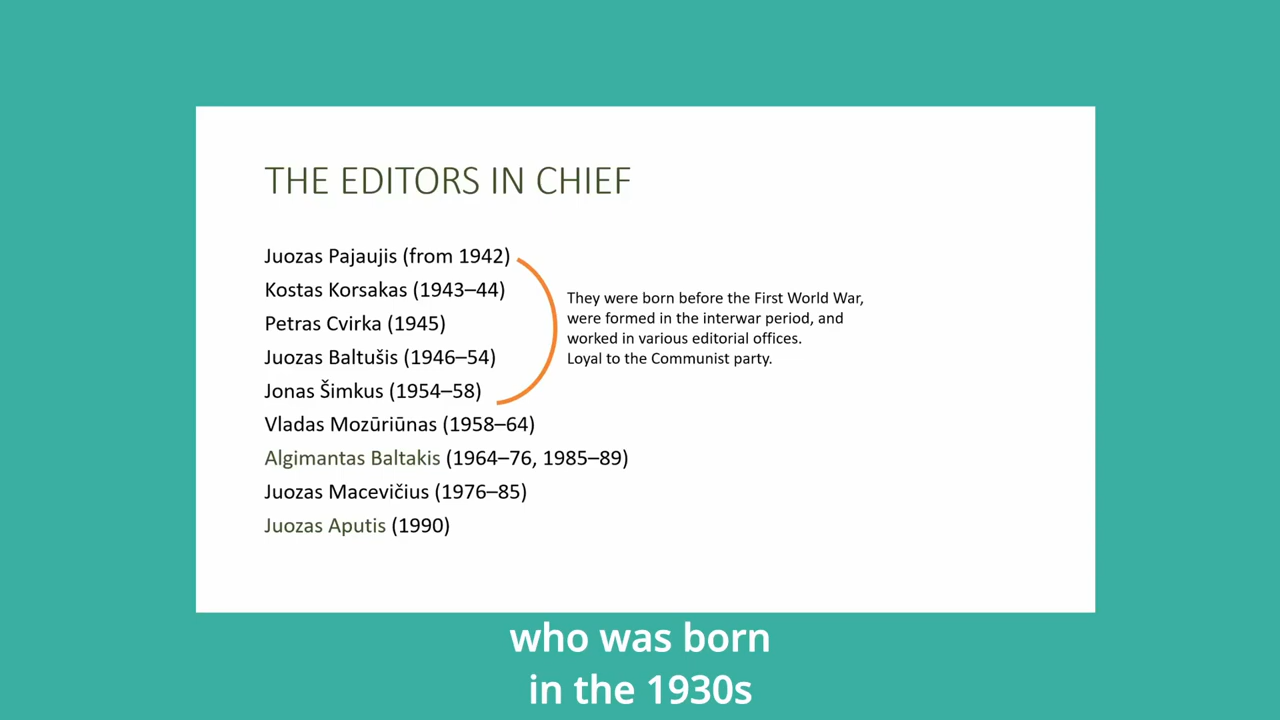 THE EDITORS IN CHIEF
Juozas Pajaujis (from 1942)
Kostas Korsakas (1943–44)
Petras Cvirka (1945)
Juozas Baltušis (1946–54)
Jonas Šimkus (1954–58)
Vladas Mozūriūnas (1958–64)
Algimantas Baltakis (1964–76, 1985–89)
Juozas Macevičius (1976–85)
Juozas Aputis (1990)
They were born before the First World War,
were formed in the interwar period, and
worked in various editorial offices.
Loyal to the Communist party.
who was born
in the 1930s